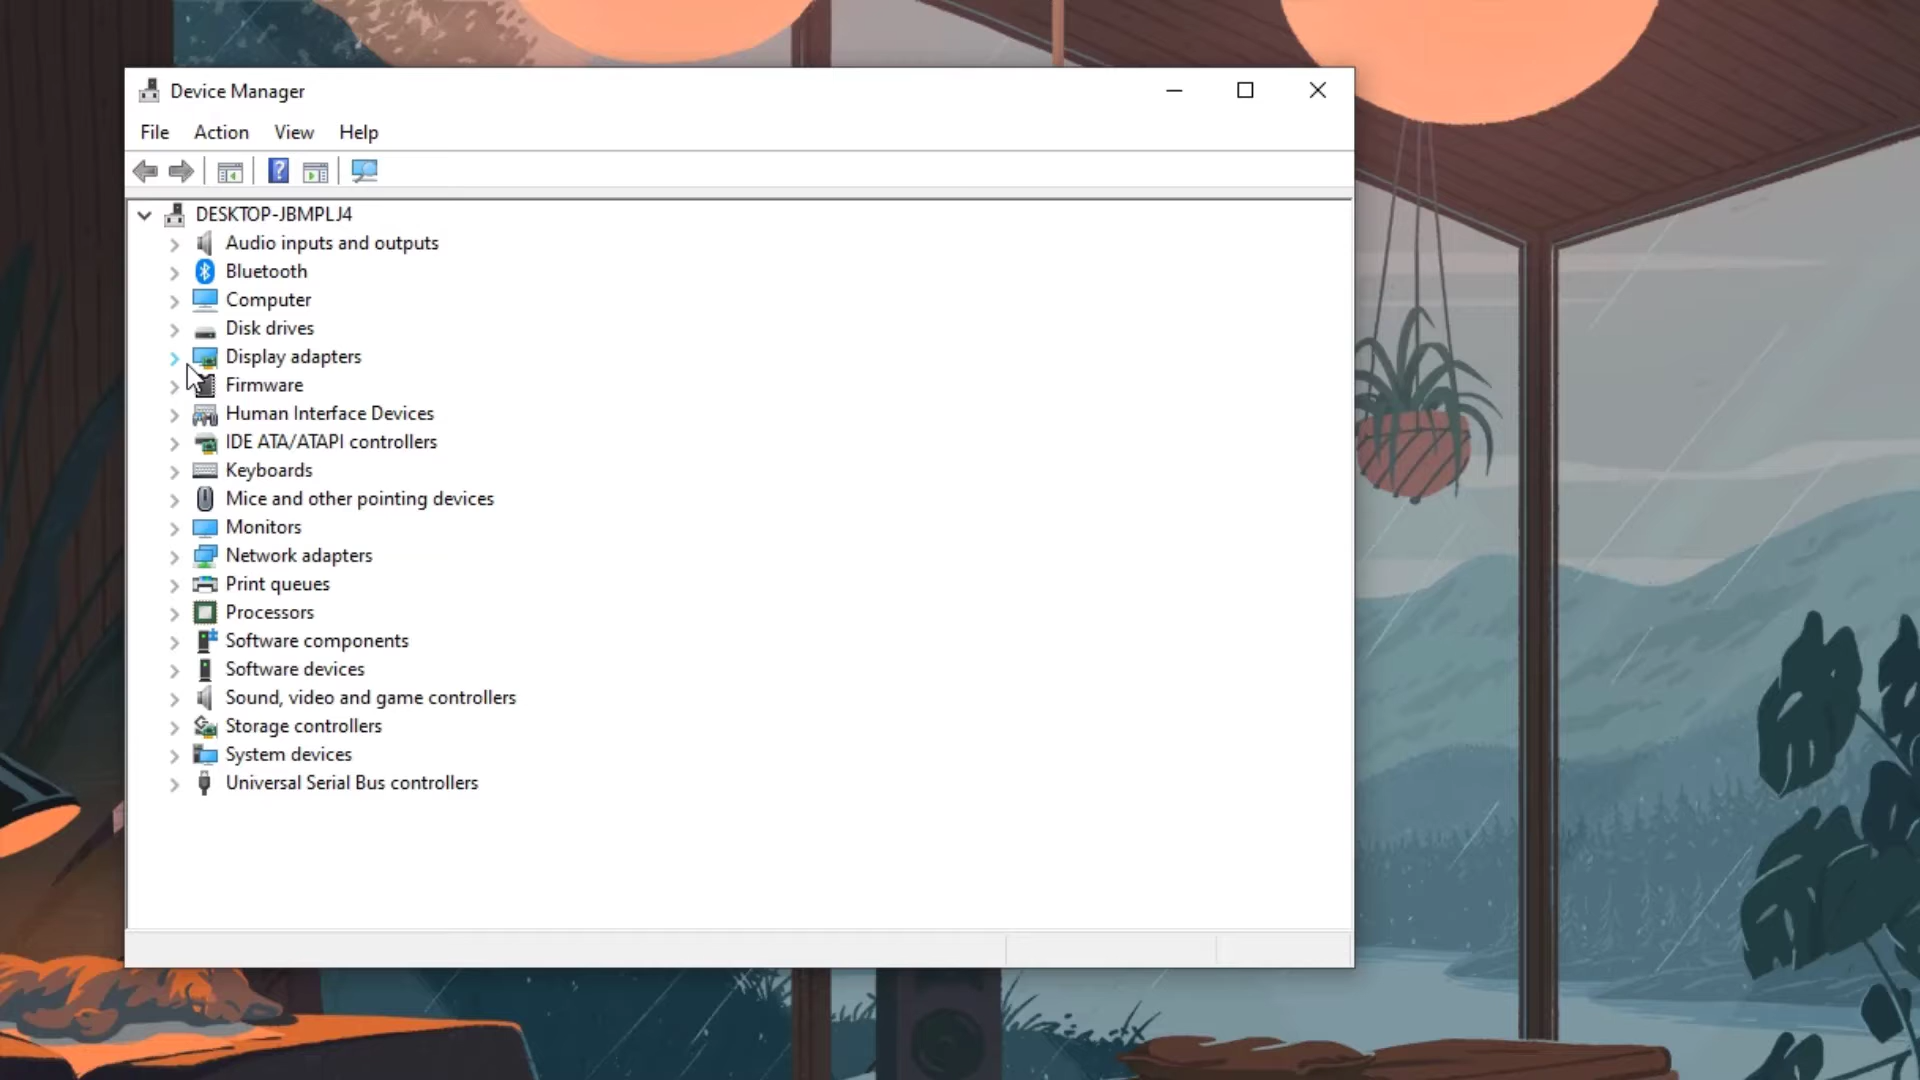 Device Manager
File Action View Help
?
DESKTOP-JBMPLJ4
Audio inputs and outputs
Bluetooth
Computer
Disk drives
Display adapters
Firmware
Human Interface Devices
IDE ATA/ATAPI controllers
Keyboards
Mice and other pointing devices
Monitors
Network adapters
Print queues
Processors
Software components
Software devices
Sound, video and game controllers
Storage controllers
System devices
Universal Serial Bus controllers